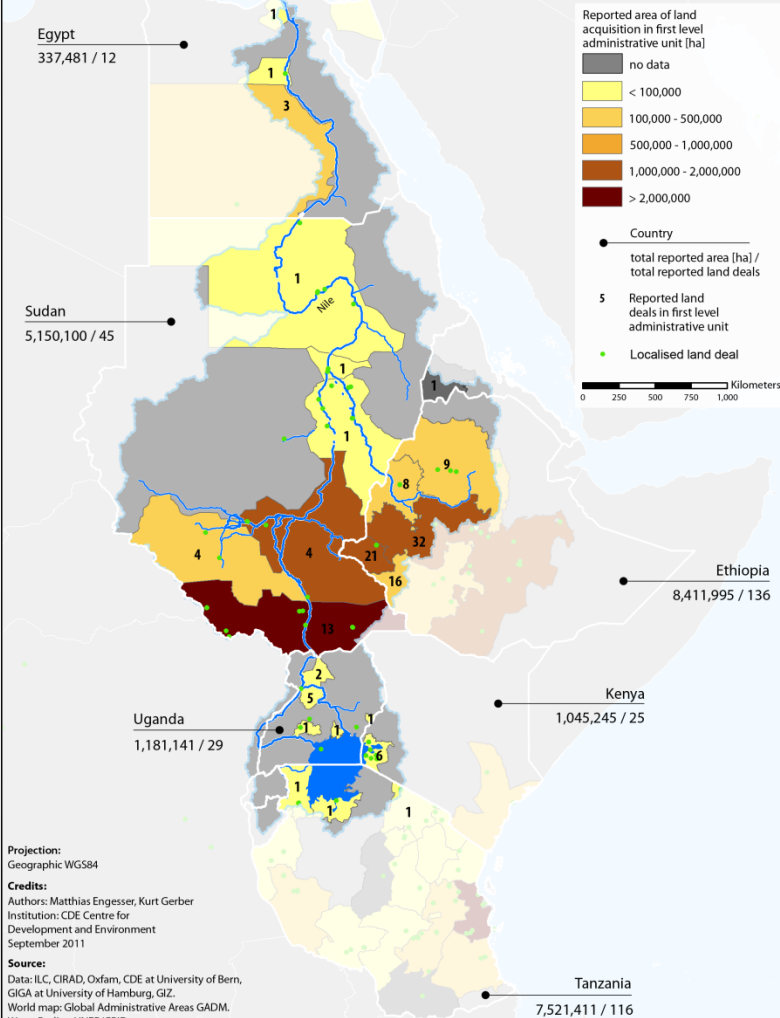 Egypt
337,481 / 12
Reported area of land
acquisition in first level
administrative unit [ha]
no data
< 100,000
100,000 - 500,000
500,000 - 1,000,000
1,000,000 - 2,000,000
> 2,000,000
Country
total reported area [ha] /
total reported land deals
5
Reported land
deals in first level
administrative unit
Localised land deal
Kilometers
0 250 500 750 1,000
1
1
3
1
Nile
Sudan
5,150,100 / 45
1
1
1
9
8
4
4
21
32
16
13
Ethiopia
8,411,995 / 136
2
5
1
1
1
6
Kenya
1,045,245 / 25
Uganda
1,181,141 / 29
1
1
1
Projection:
Geographic WGS84
Credits:
Authors: Matthias Engesser, Kurt Gerber
Institution: CDE Centre for
Development and Environment
September 2011
Source:
Data: ILC, CIRAD, Oxfam, CDE at University of Bern,
GIGA at University of Hamburg, GIZ.
World map: Global Administrative Areas GADM.
Tanzania
7,521,411 / 116